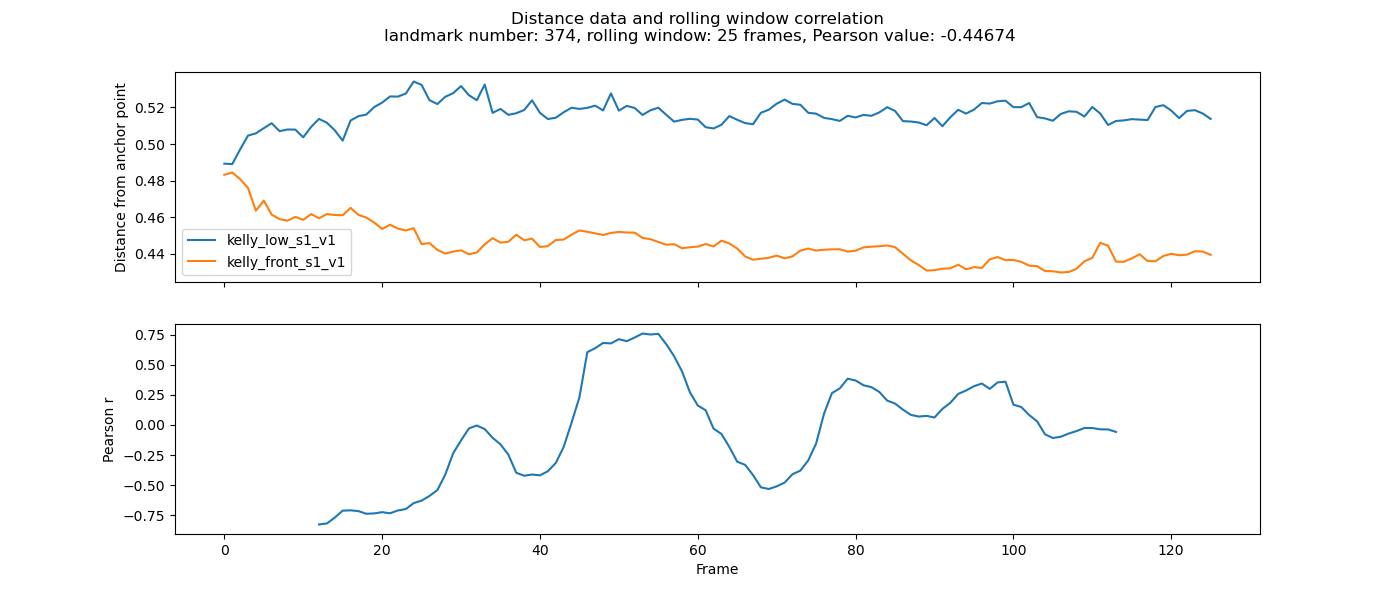 Distance data and rolling window correlation
landmark number: 374, rolling window: 25 frames, Pearson value: -0.44674
Distance from anchor point
0.52
0.50
0.48
0.46
0.44
kelly_low_s1_v1
kelly_front_s1_v1
Pearson r
0.75
0.50
0.25
0.00
−0.25
−0.50
−0.75
0 20 40 60 80 100 120
Frame